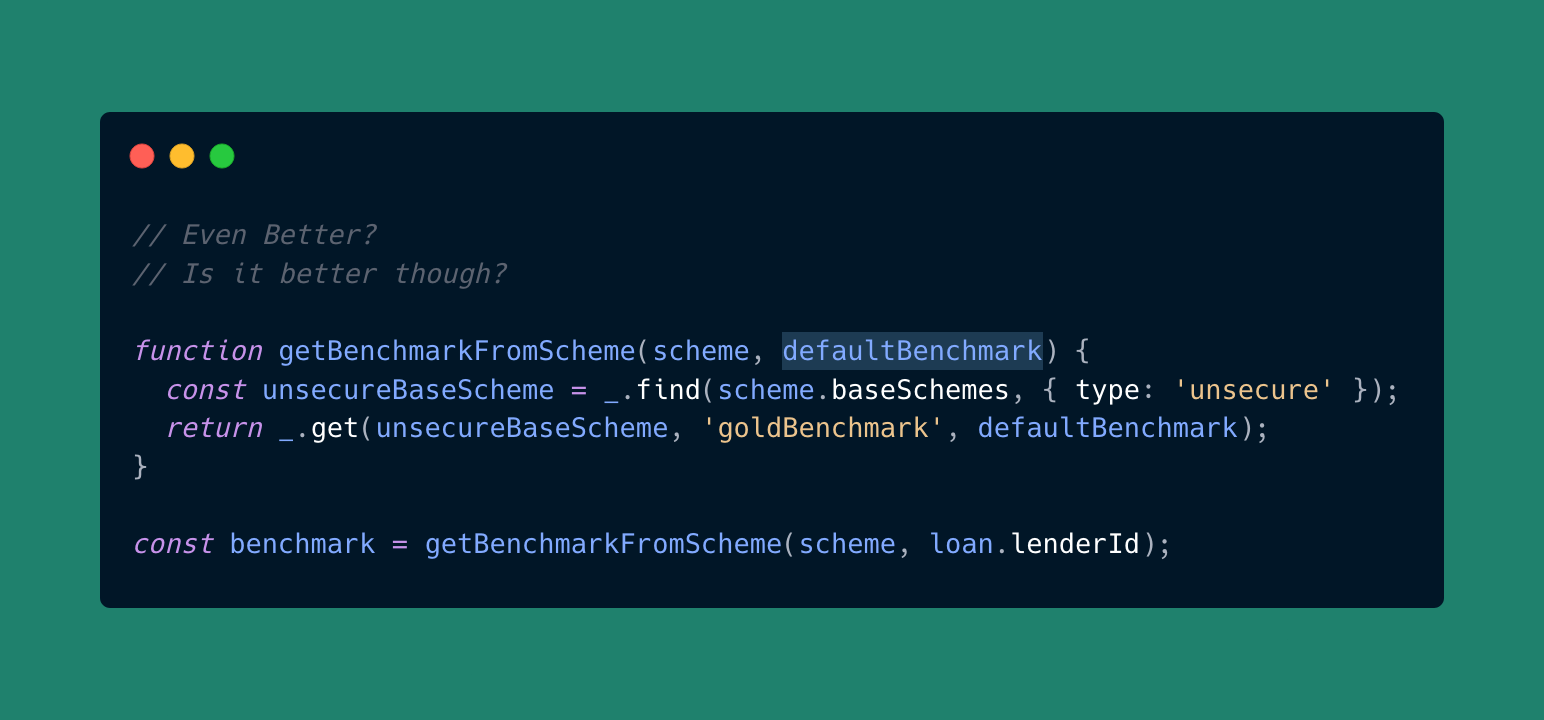 // Even Better?
// Is it better though?
function getBenchmarkFromScheme(scheme, defaultBenchmark) {
  const unsecureBaseScheme = _.find(scheme.baseSchemes, { type: 'unsecure' });
  return _.get(unsecureBaseScheme, 'goldBenchmark', defaultBenchmark);
}
const benchmark = getBenchmarkFromScheme(scheme, loan.lenderId);